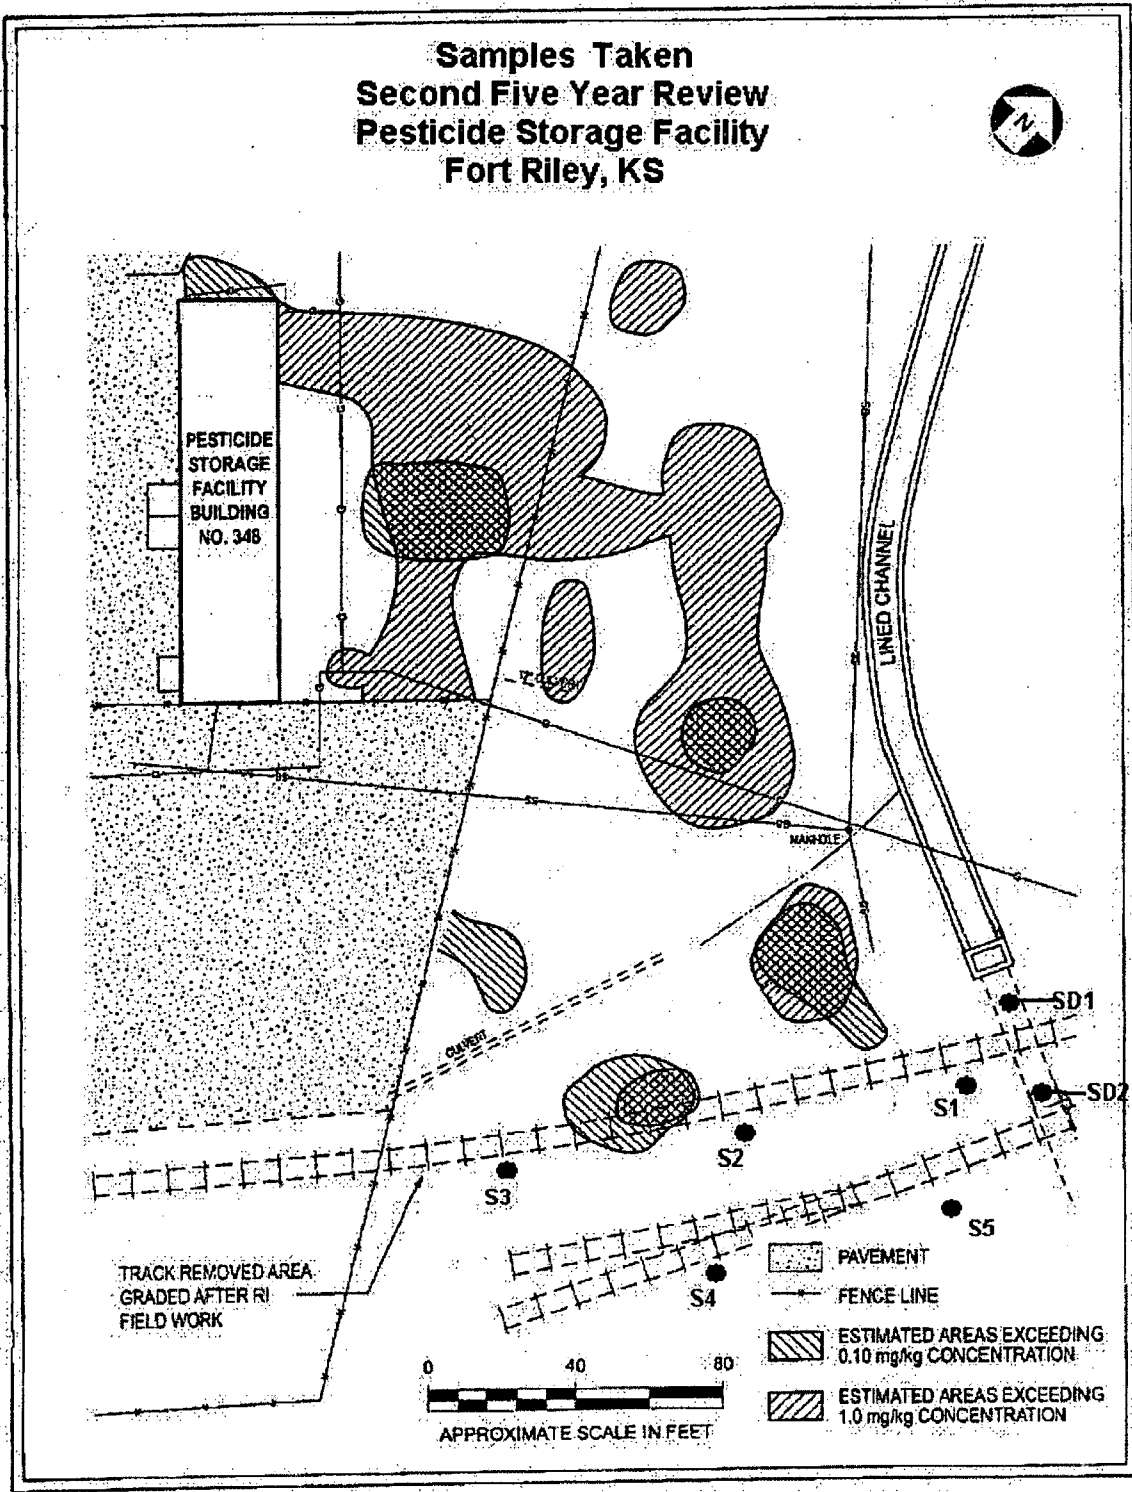 Samples Taken
Second Five Year Review
Pesticide Storage Facility
Fort Riley, KS
N
PESTICIDE
STORAGE
FACILITY
BUILDING
NO. 348
LINED CHANNEL
MANHOLE
CULVERT
SD1
SD2
S1
S2
S3
S4
S5
TRACK REMOVED AREA
GRADED AFTER RI
FIELD WORK
PAVEMENT
FENCE LINE
ESTIMATED AREAS EXCEEDING
0.10 mg/kg CONCENTRATION
ESTIMATED AREAS EXCEEDING
1.0 mg/kg CONCENTRATION
0 40 80
APPROXIMATE SCALE IN FEET